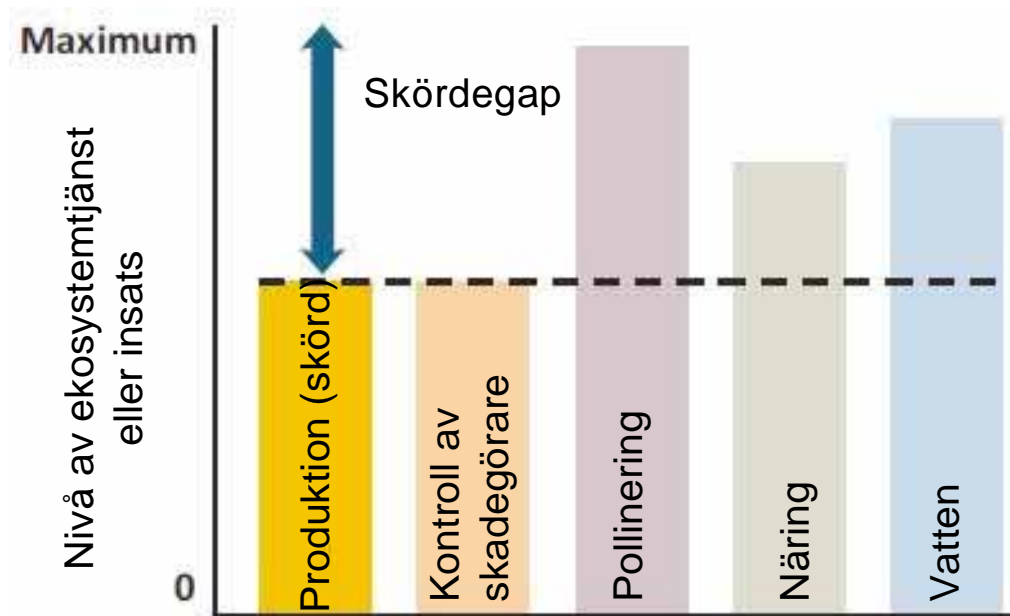 Maximum
Skördegap
Nivå av ekosystemtjänst
eller insats
Produktion (skörd)
Kontroll av
skadegörare
Pollinering
Näring
Vatten
0